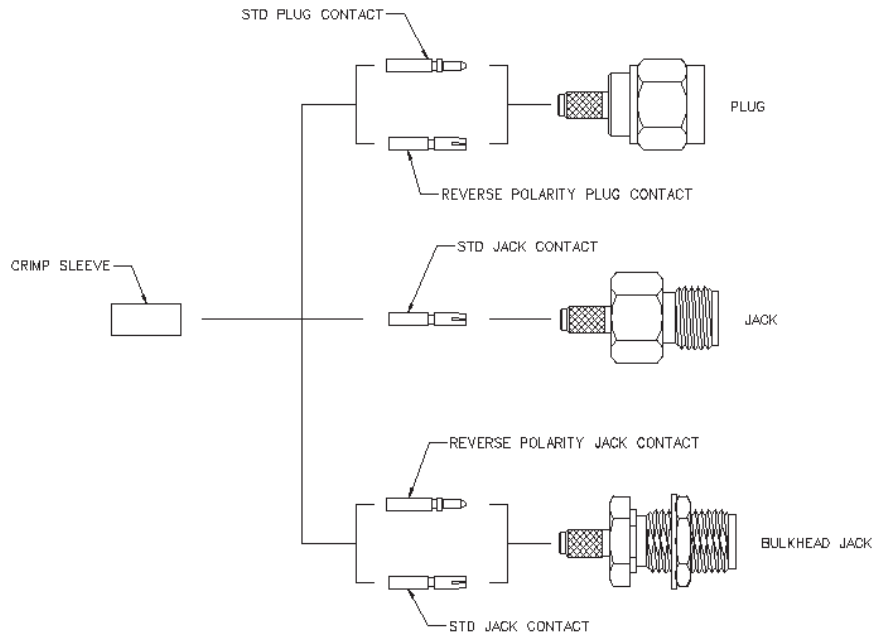 STD PLUG CONTACT
PLUG
REVERSE POLARITY PLUG CONTACT
STD JACK CONTACT
CRIMP SLEEVE
JACK
REVERSE POLARITY JACK CONTACT
BULKHEAD JACK
STD JACK CONTACT